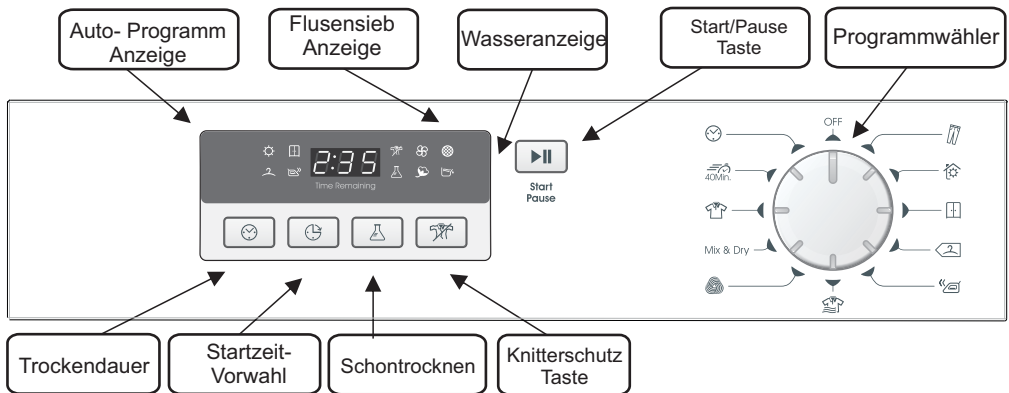 Auto- Programm
Anzeige
Flusensieb
Anzeige
Wasseranzeige
Start/Pause
Taste
Programmwähler
2:35
Time Remaining
Start
Pause
OFF
40Min.
Mix & Dry
Trockendauer
Startzeit-
Vorwahl
Schontrocknen
Knitterschutz
Taste